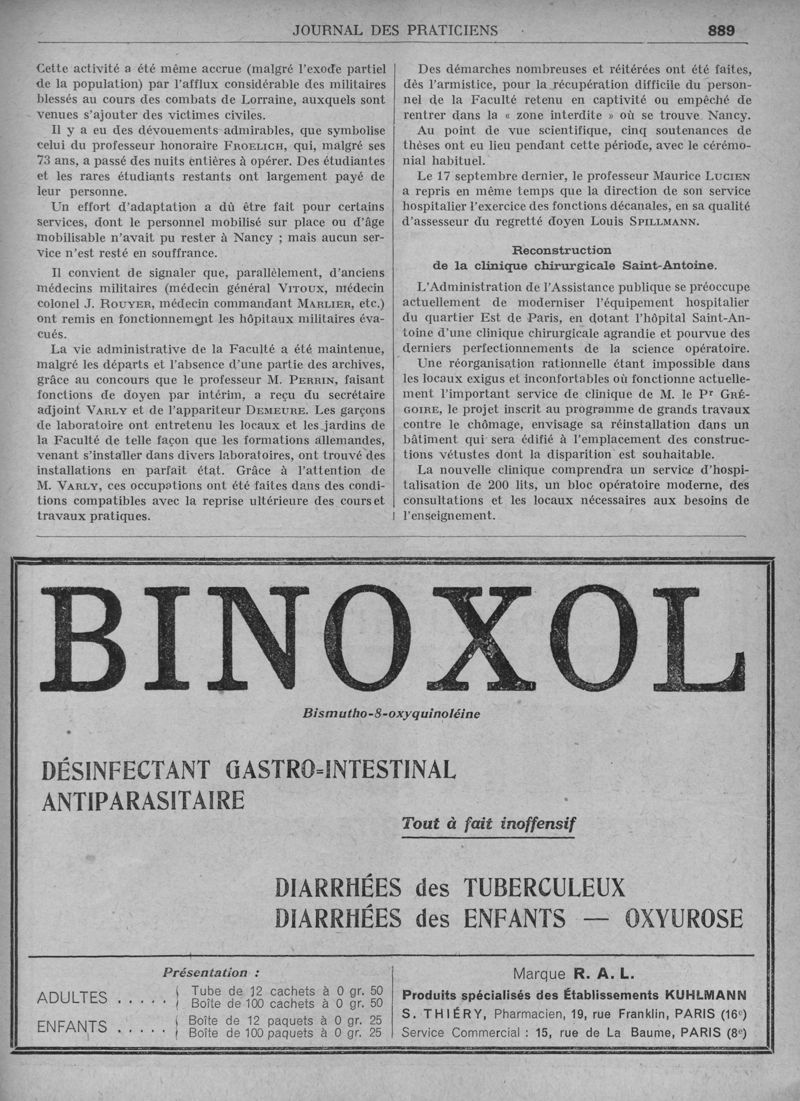 JOURNAL DES PRATICIENS
889
Cette activité a été même accrue (malgré l'exode partiel
de la population) par l'afflux considérable des militaires
blessés au cours des combats de Lorraine, auxquels sont
venues s'ajouter des victimes civiles.
Il y a eu des dévouements admirables, que symbolise
celui du professeur honoraire FROELICH, qui, malgré ses
73 ans, a passé des nuits entières à opérer. Des étudiantes
et les rares étudiants restants ont largement payé de
leur personne.
Un effort d'adaptation a dû être fait pour certains
services, dont le personnel mobilisé sur place ou d'âge
mobilisable n'avait pu rester à Nancy ; mais aucun ser-
vice n'est resté en souffrance.
Il convient de signaler que, parallèlement, d'anciens
médecins militaires (médecin général VITOUX, médecin
colonel J. ROUYER, médecin commandant MARLIER, etc.)
ont remis en fonctionnement les hôpitaux militaires éva-
cués.
La vie administrative de la Faculté a été maintenue,
malgré les départs et l'absence d'une partie des archives,
grâce au concours que le professeur M. PERRIN, faisant
fonctions de doyen par intérim, a reçu du secrétaire
adjoint VARLY et de l'appariteur DEMEURE. Les garçons
de laboratoire ont entretenu les locaux et les jardins de
la Faculté de telle façon que les formations allemandes,
venant s'installer dans divers laboratoires, ont trouvé des
installations en parfait état. Grâce à l'attention de
M. VARLY, ces occupations ont été faites dans des condi-
tions compatibles avec la reprise ultérieure des cours et
travaux pratiques.
Des démarches nombreuses et réitérées ont été faites,
dès l'armistice, pour la récupération difficile du person-
nel de la Faculté retenu en captivité ou empêché de
rentrer dans la « zone interdite » où se trouve Nancy.
Au point de vue scientifique, cinq soutenances de
thèses ont eu lieu pendant cette période, avec le cérémo-
nial habituel.
Le 17 septembre dernier, le professeur Maurice LUCIEN
a repris en même temps que la direction de son service
hospitalier l'exercice des fonctions décanales, en sa qualité
d'assesseur du regretté doyen Louis SPILLMANN.
Reconstruction
de la clinique chirurgicale Saint-Antoine.
L'Administration de l'Assistance publique se préoccupe
actuellement de moderniser l'équipement hospitalier
du quartier Est de Paris, en dotant l'hôpital Saint-An-
toine d'une clinique chirurgicale agrandie et pourvue des
derniers perfectionnements de la science opératoire.
Une réorganisation rationnelle étant impossible dans
les locaux exigus et inconfortables où fonctionne actuelle-
ment l'important service de clinique de M. le Pr GRÉ-
GOIRE, le projet inscrit au programme de grands travaux
contre le chômage, envisage sa réinstallation dans un
bâtiment qui sera édifié à l'emplacement des construc-
tions vétustes dont la disparition est souhaitable.
La nouvelle clinique comprendra un service d'hospi-
talisation de 200 lits, un bloc opératoire moderne, des
consultations et les locaux nécessaires aux besoins de
l'enseignement.
BINOXOL
Bismutho-8-oxyquinoléine
DÉSINFECTANT GASTRO-INTESTINAL
ANTIPARASITAIRE
Tout à fait inoffensif
DIARRHÉES des TUBERCULEUX
DIARRHÉES des ENFANTS — OXYUROSE
Présentation :
ADULTES ..... { Tube de 12 cachets à 0 gr. 50
Boîte de 100 cachets à 0 gr. 50
ENFANTS ..... { Boîte de 12 paquets à 0 gr. 25
Boîte de 100 paquets à 0 gr. 25
Marque R. A. L.
Produits spécialisés des Établissements KUHLMANN
S. THIÉRY, Pharmacien, 19, rue Franklin, PARIS (16e)
Service Commercial : 15, rue de La Baume, PARIS (8e)